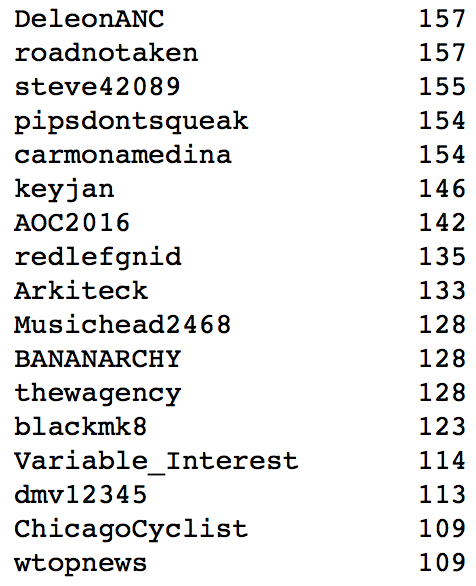 DeleonANC 157
roadnotaken 157
steve42089 155
pipsdontsqueak 154
carmonamedina 154
keyjan 146
AOC2016 142
redlefgnid 135
Arkiteck 133
Musichead2468 128
BANANARCHY 128
thewagency 128
blackmk8 123
Variable_Interest 114
dmv12345 113
ChicagoCyclist 109
wtopnews 109